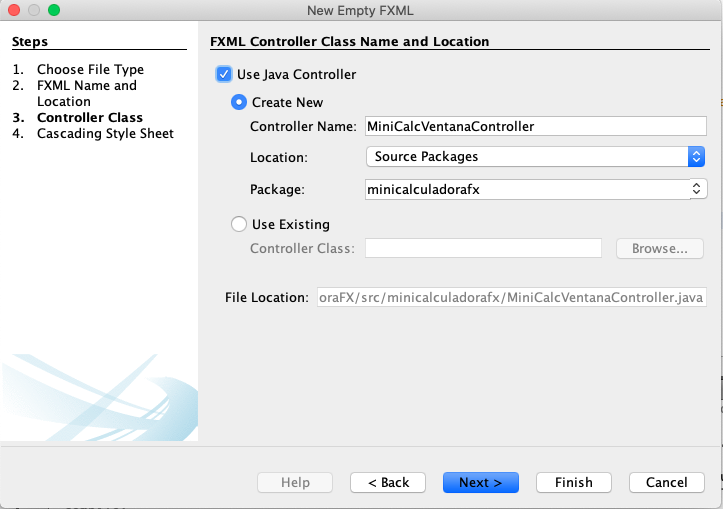 New Empty FXML
Steps
1. Choose File Type
2. FXML Name and
Location
3. Controller Class
4. Cascading Style Sheet
FXML Controller Class Name and Location
Use Java Controller
Create New
Controller Name: MiniCalcVentanaController
Location: Source Packages
Package: minicalculadorafx
Use Existing
Controller Class:
Browse...
File Location: oraFX/src/minicalculadorafx/MiniCalcVentanaController.java
Help
< Back
Next >
Finish
Cancel